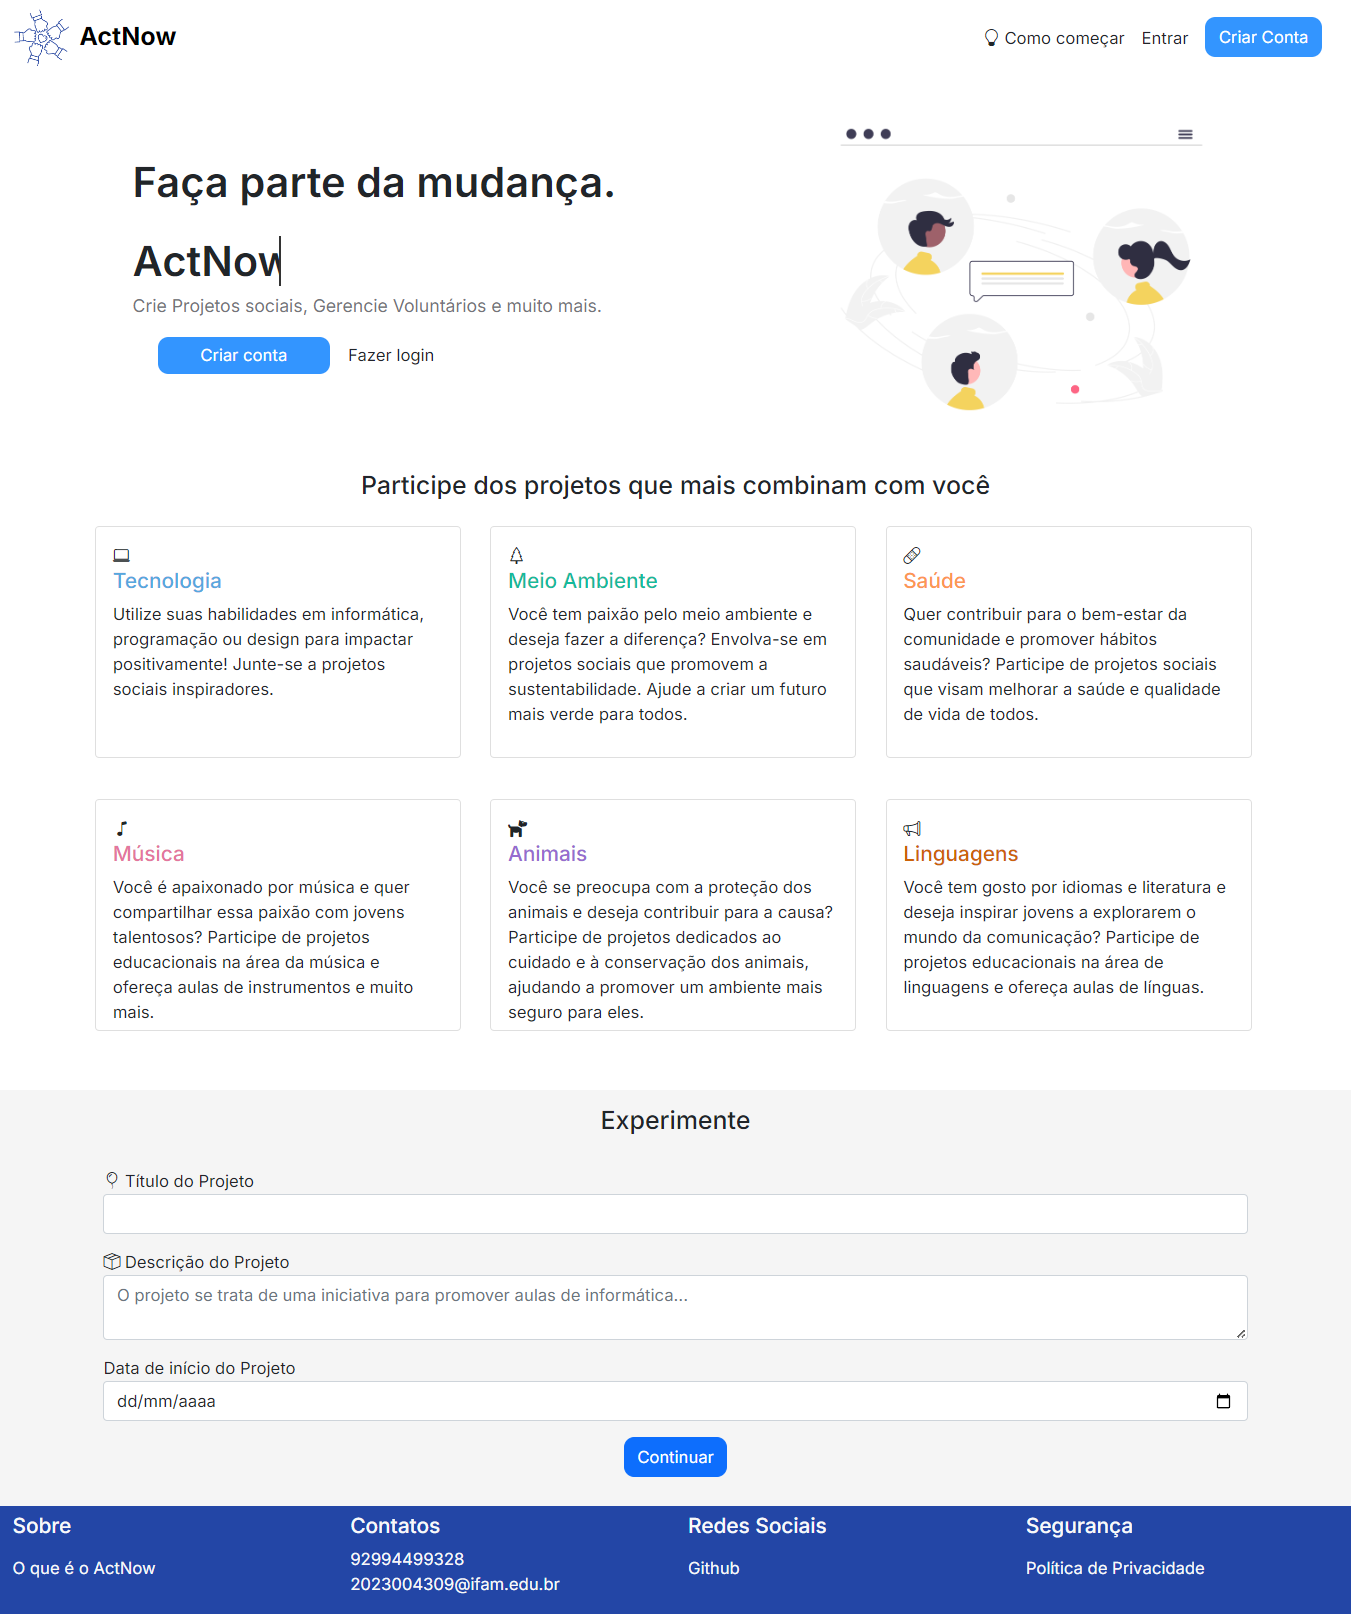 ActNow
Como começar
Entrar
Criar Conta
Faça parte da mudança.
ActNow
Crie Projetos sociais, Gerencie Voluntários e muito mais.
Criar conta
Fazer login
Participe dos projetos que mais combinam com você
Tecnologia
Utilize suas habilidades em informática,
programação ou design para impactar
positivamente! Junte-se a projetos
sociais inspiradores.
Meio Ambiente
Você tem paixão pelo meio ambiente e
deseja fazer a diferença? Envolva-se em
projetos sociais que promovem a
sustentabilidade. Ajude a criar um futuro
mais verde para todos.
Saúde
Quer contribuir para o bem-estar da
comunidade e promover hábitos
saudáveis? Participe de projetos sociais
que visam melhorar a saúde e qualidade
de vida de todos.
Música
Você é apaixonado por música e quer
compartilhar essa paixão com jovens
talentosos? Participe de projetos
educacionais na área da música e
ofereça aulas de instrumentos e muito
mais.
Animais
Você se preocupa com a proteção dos
animais e deseja contribuir para a causa?
Participe de projetos dedicados ao
cuidado e à conservação dos animais,
ajudando a promover um ambiente mais
seguro para eles.
Linguagens
Você tem gosto por idiomas e literatura e
deseja inspirar jovens a explorarem o
mundo da comunicação? Participe de
projetos educacionais na área de
linguagens e ofereça aulas de línguas.
Experimente
Título do Projeto
Descrição do Projeto
O projeto se trata de uma iniciativa para promover aulas de informática...
Data de início do Projeto
dd/mm/aaaa
Continuar
Sobre
O que é o ActNow
Contatos
92994499328
2023004309@ifam.edu.br
Redes Sociais
Github
Segurança
Política de Privacidade